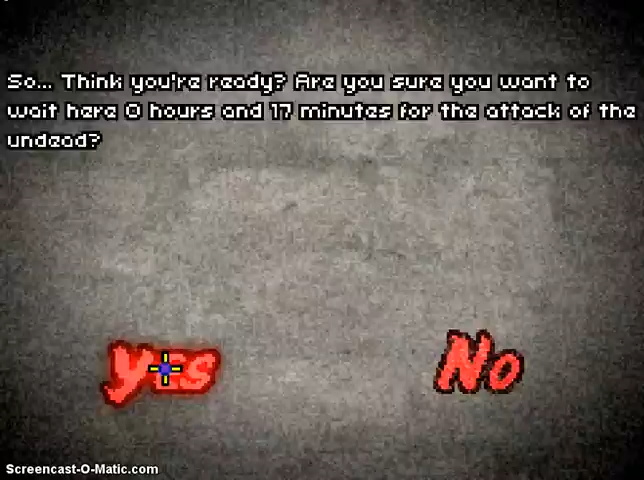 So... Think you're ready? Are you sure you want to
wait here 0 hours and 17 minutes for the attack of the
undead?
Yes No
Screencast-O-Matic.com